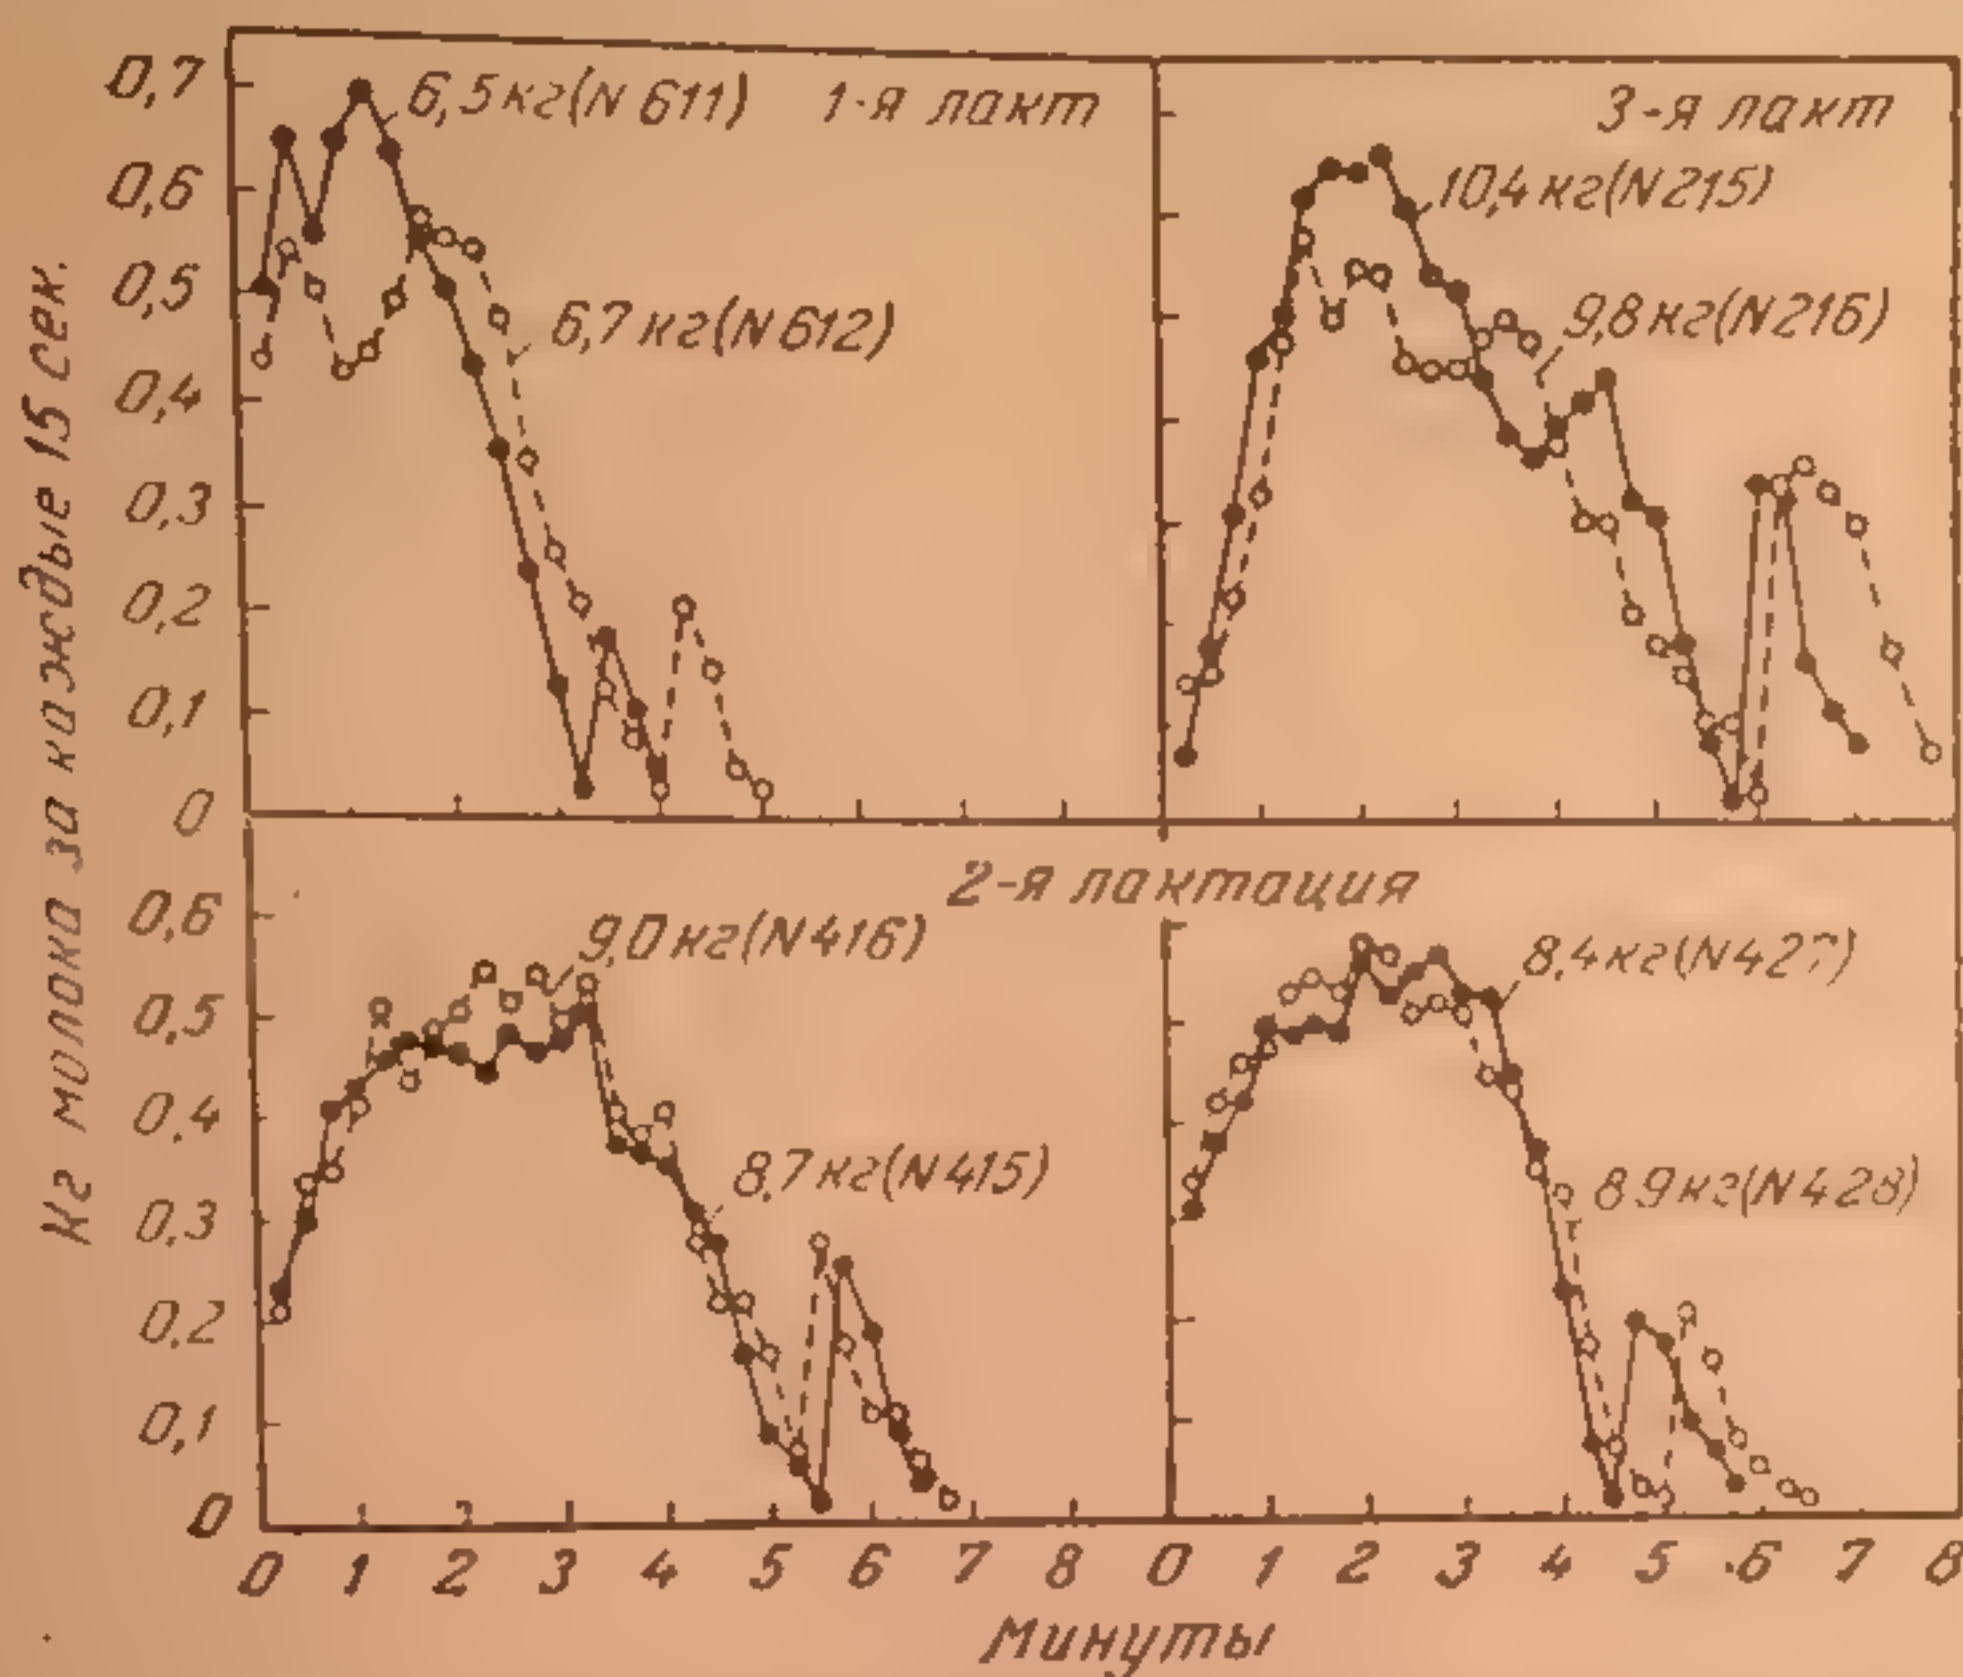 Кг молока за каждые 15 сек.
0,7
0,6
0,5
0,4
0,3
0,2
0,1
0
6,5 кг (N 611)
1-я лакт
6,7 кг (N 612)
3-я лакт
10,4 кг (N 215)
9,8 кг (N 216)
2-я лактация
0,6
0,5
0.4
0,3
0,2
0,1
0
9,0 кг (N 416)
8,7 кг (N 415)
8,4 кг (N 427)
8 9 кг (N 428)
0 1 2 3 4 5 6 7 8 0 1 2 3 4 5 6 7 8
Минуты